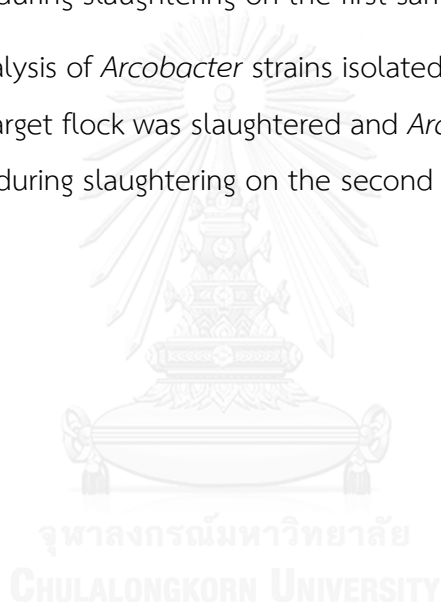 during slaughtering on the first sam
alysis of Arcobacter strains isolated
arget flock was slaughtered and Arc
during slaughtering on the second
จุฬาลงกรณ์มหาวิทยาลัย
CHULALONGKORN UNIVERSITY